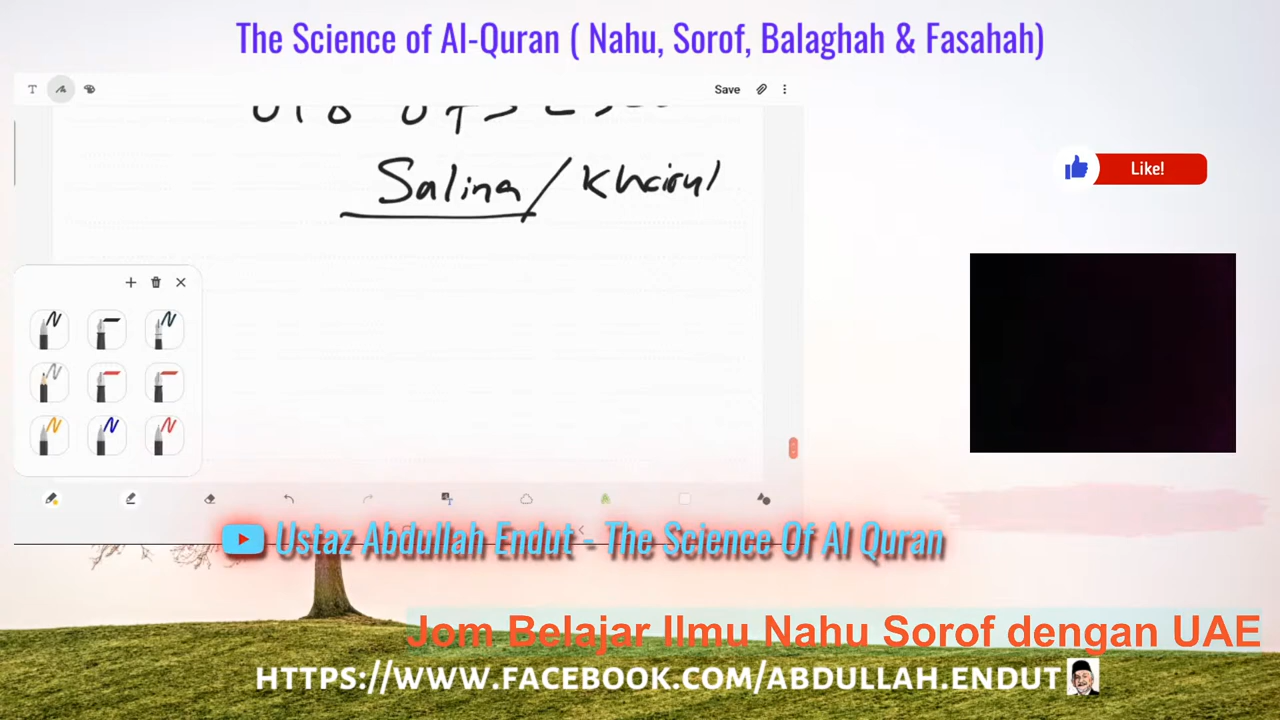 The Science of Al-Quran ( Nahu, Sorof, Balaghah & Fasahah)
T Save
Salina / Khairul
Like!
Ustaz Abdullah Endut - The Science Of Al Quran
Jom Belajar Ilmu Nahu Sorof dengan UAE
HTTPS://WWW.FACEBOOK.COM/ABDULLAH.ENDUT